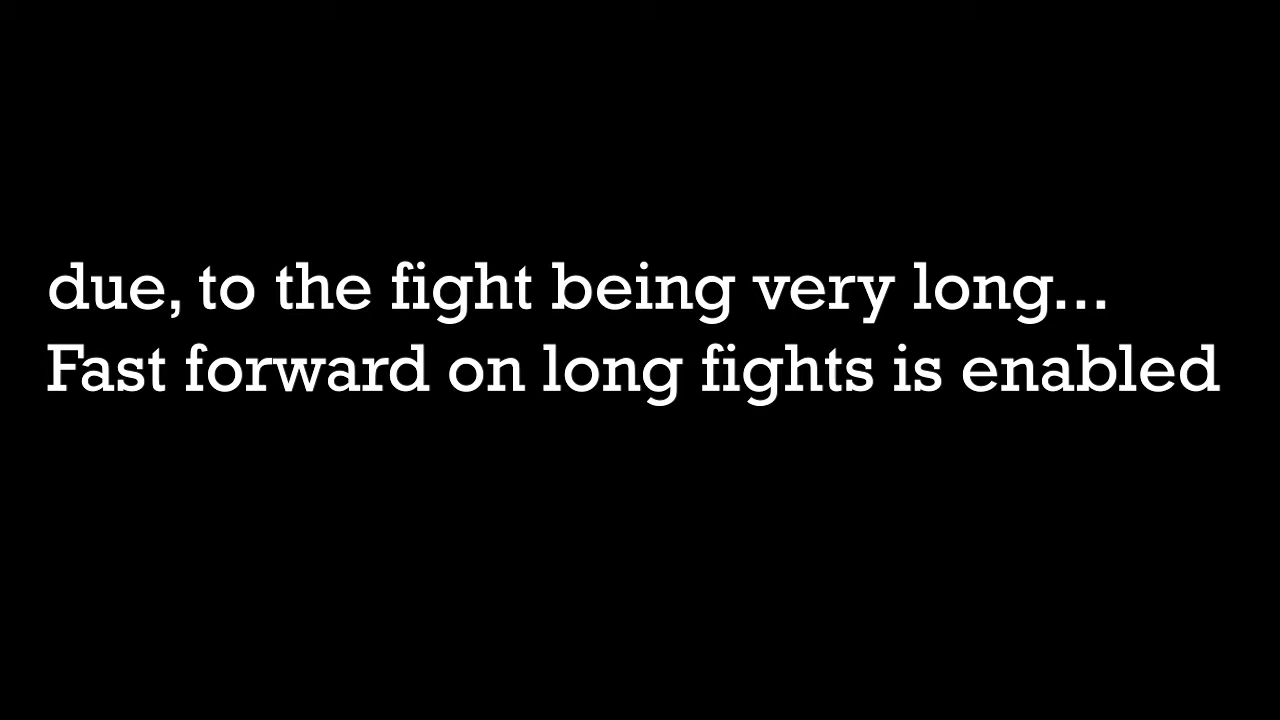 due, to the fight being very long...
Fast forward on long fights is enabled